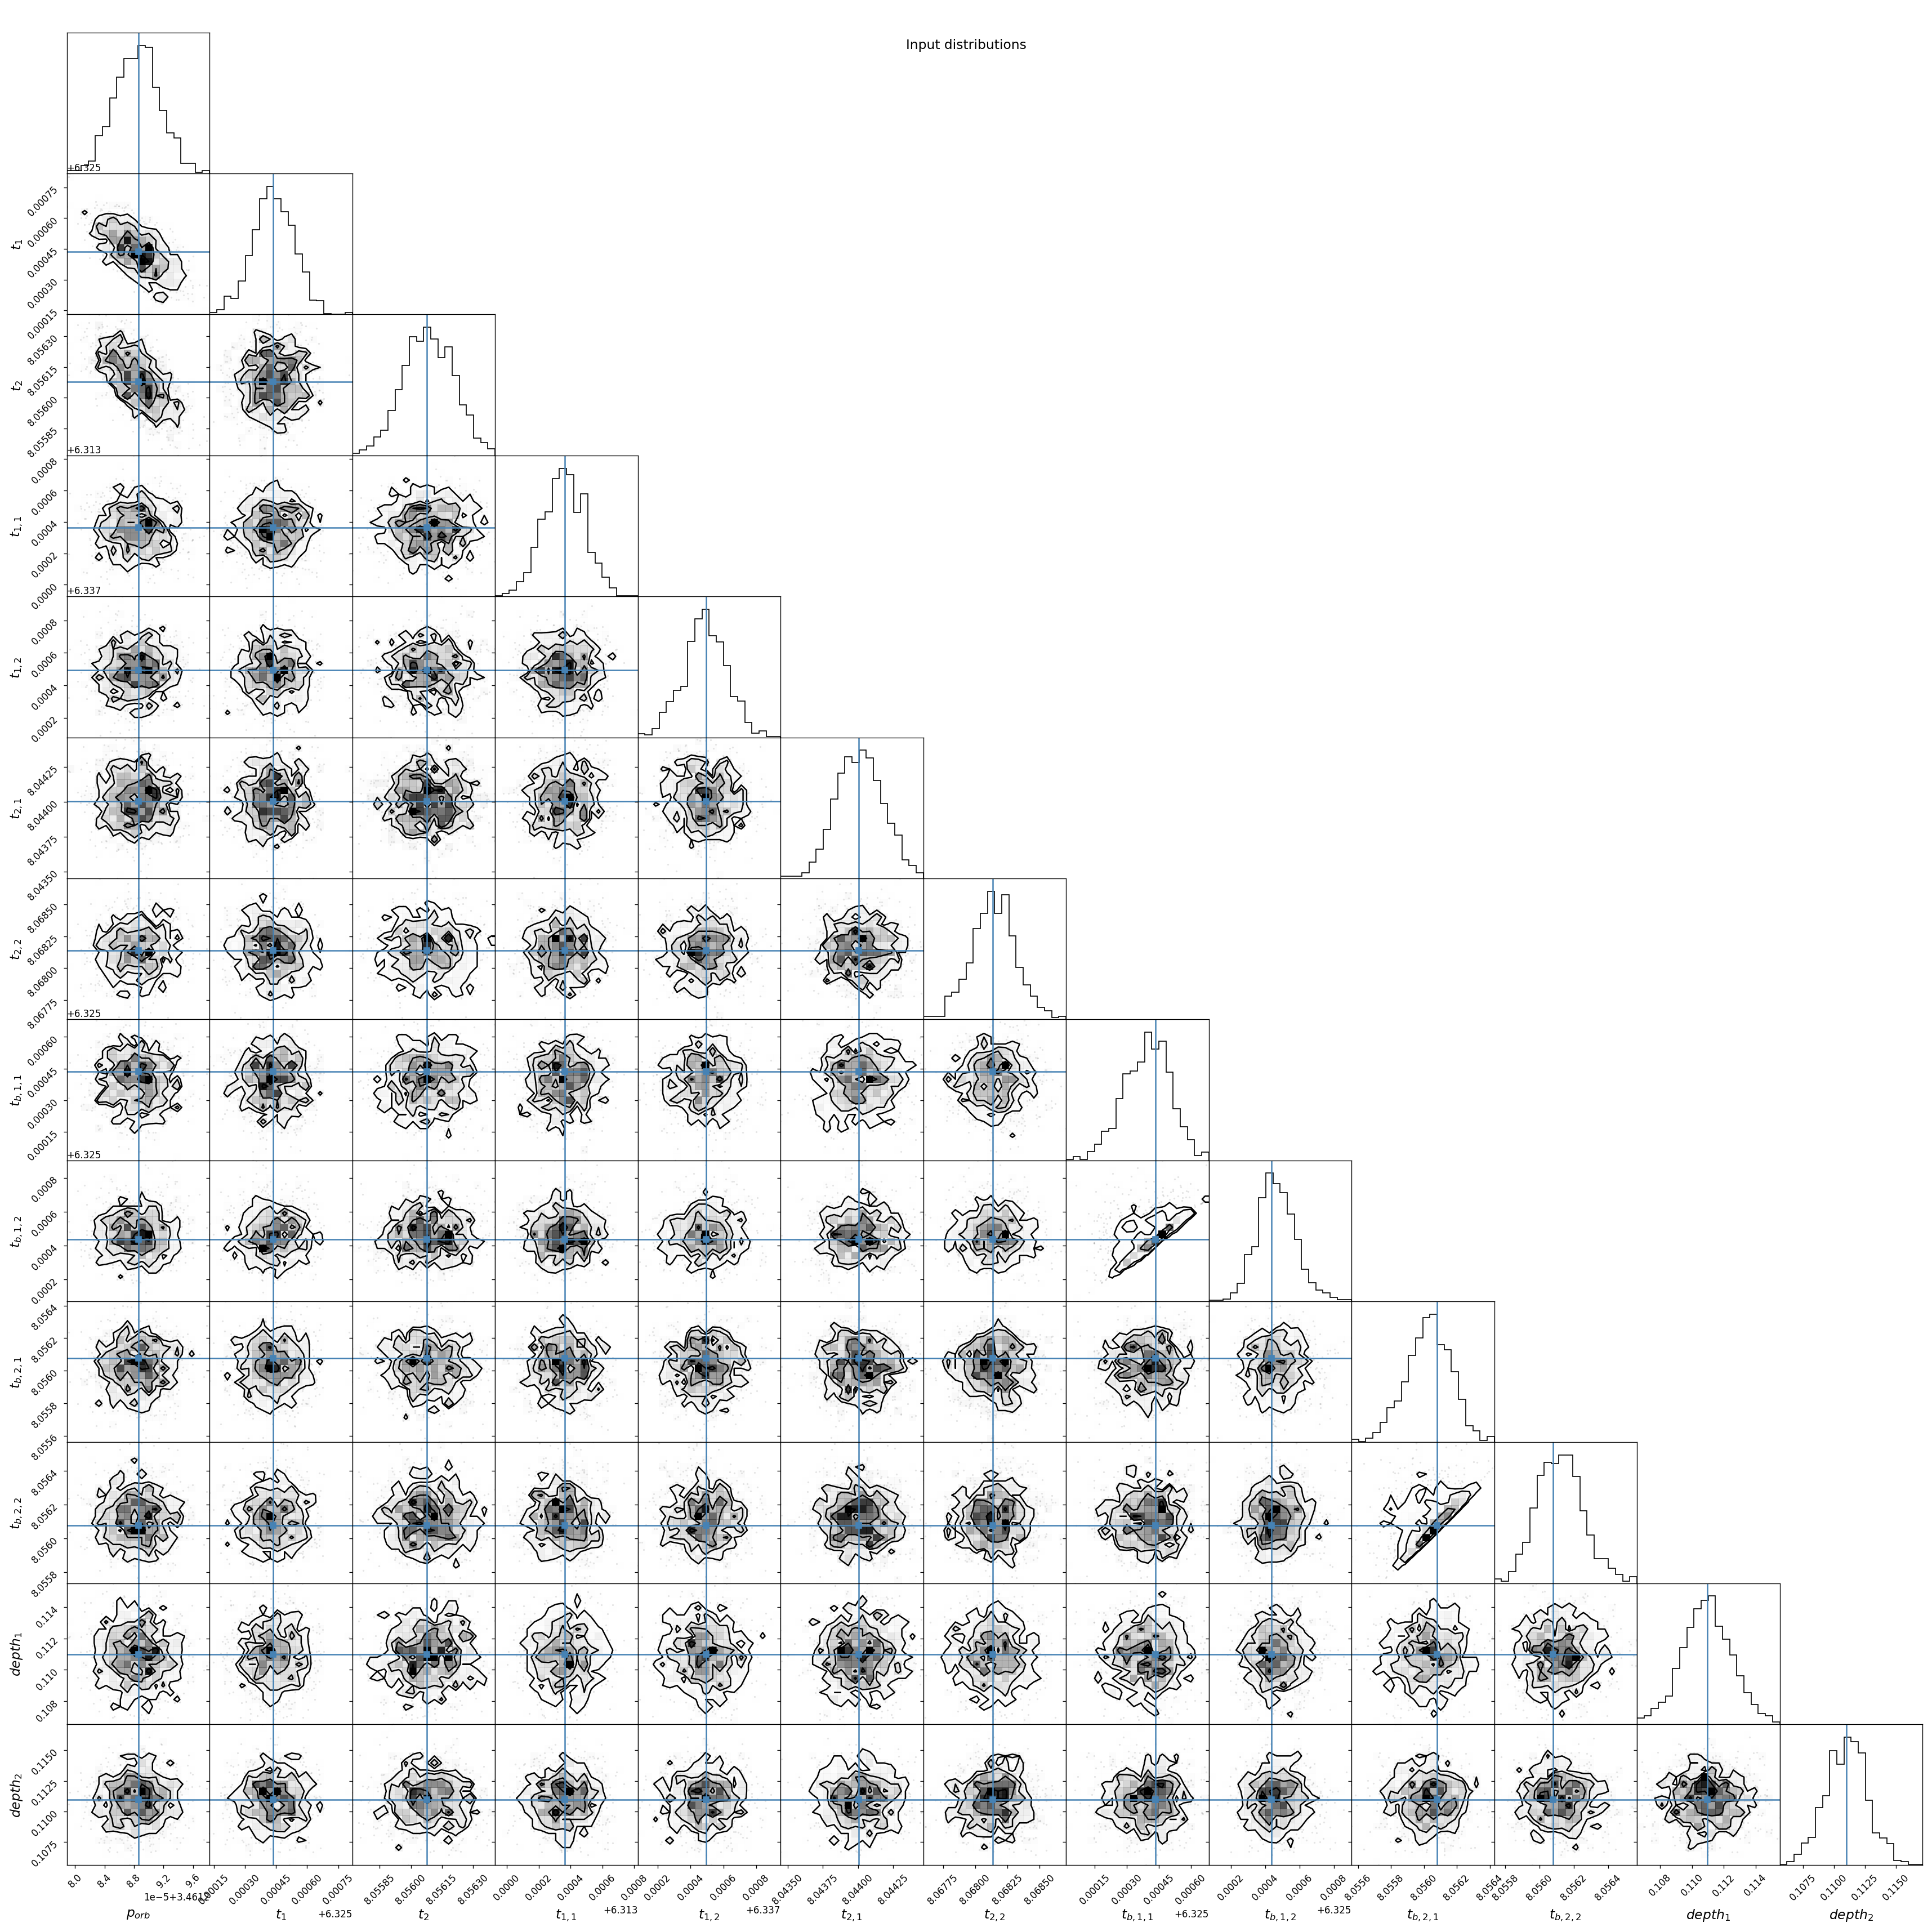 Input distributions
+6.325
0.00075
0.00060
0.00045
0.00030
0.00015
t₁
8.05630
8.05615
8.05600
8.05585
t₂
+6.313
0.0008
0.0006
0.0004
0.0002
0.0000
t₁,₁
+6.337
0.0008
0.0006
0.0004
0.0002
t₁,₂
8.04425
8.04400
8.04375
8.04350
t₂,₁
8.06850
8.06825
8.06800
8.06775
t₂,₂
+6.325
0.00060
0.00045
0.00030
0.00015
t_b,1,1
+6.325
0.0008
0.0006
0.0004
0.0002
t_b,1,2
8.0564
8.0562
8.0560
8.0558
8.0556
t_b,2,1
8.0564
8.0562
8.0560
8.0558
t_b,2,2
0.114
0.112
0.110
0.108
depth₁
0.1150
0.1125
0.1100
0.1075
depth₂
8.0 8.4 8.8 9.2 9.6
1e−5+3.4612
p_orb
0.00015 0.00030 0.00045 0.00060 0.00075
t₁ +6.325
8.05585 8.05600 8.05615 8.05630
t₂
0.0000 0.0002 0.0004 0.0006 0.0008
t₁,₁ +6.313
0.0002 0.0004 0.0006 0.0008
t₁,₂ +6.337
8.04350 8.04375 8.04400 8.04425
t₂,₁
8.06775 8.06800 8.06825 8.06850
t₂,₂
0.00015 0.00030 0.00045 0.00060
t_b,1,1 +6.325
0.0002 0.0004 0.0006 0.0008
t_b,1,2 +6.325
8.0556 8.0558 8.0560 8.0562 8.0564
t_b,2,1
8.0558 8.0560 8.0562 8.0564
t_b,2,2
0.108 0.110 0.112 0.114
depth₁
0.1075 0.1100 0.1125 0.1150
depth₂